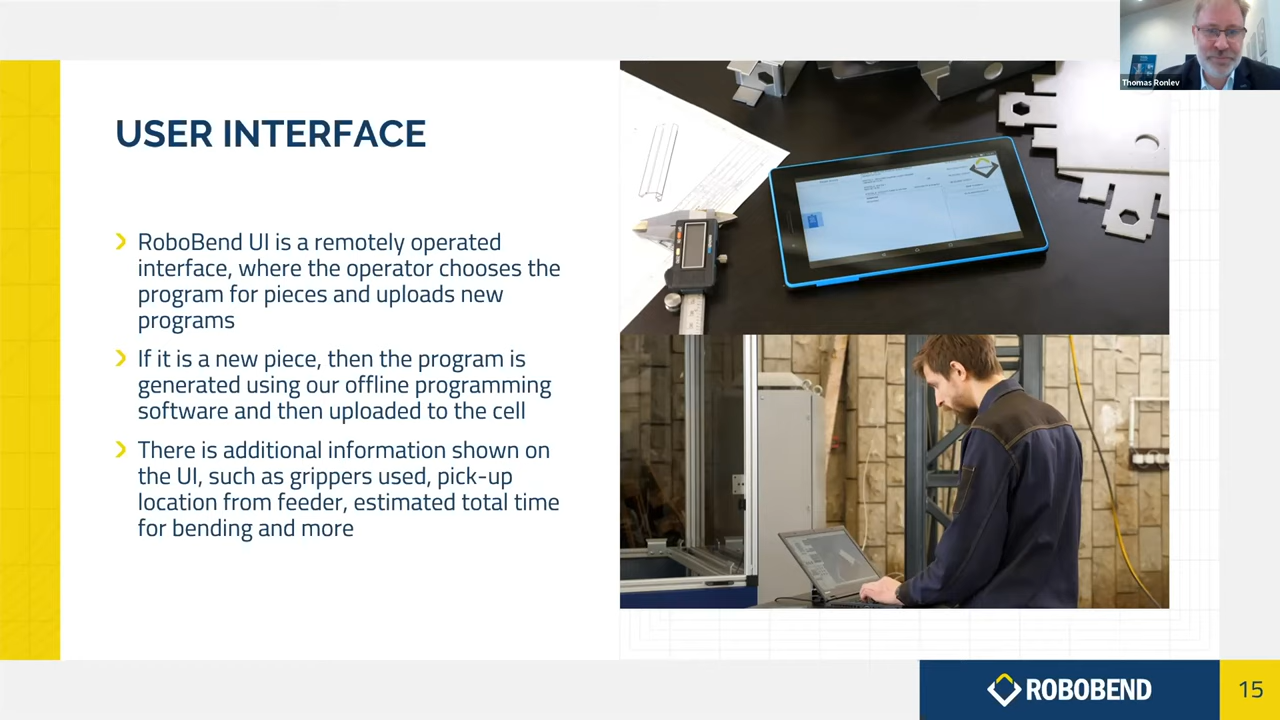 Thomas Ronlev
USER INTERFACE
RoboBend UI is a remotely operated
interface, where the operator chooses the
program for pieces and uploads new
programs
If it is a new piece, then the program is
generated using our offline programming
software and then uploaded to the cell
There is additional information shown on
the UI, such as grippers used, pick-up
location from feeder, estimated total time
for bending and more
ROBOBEND
15